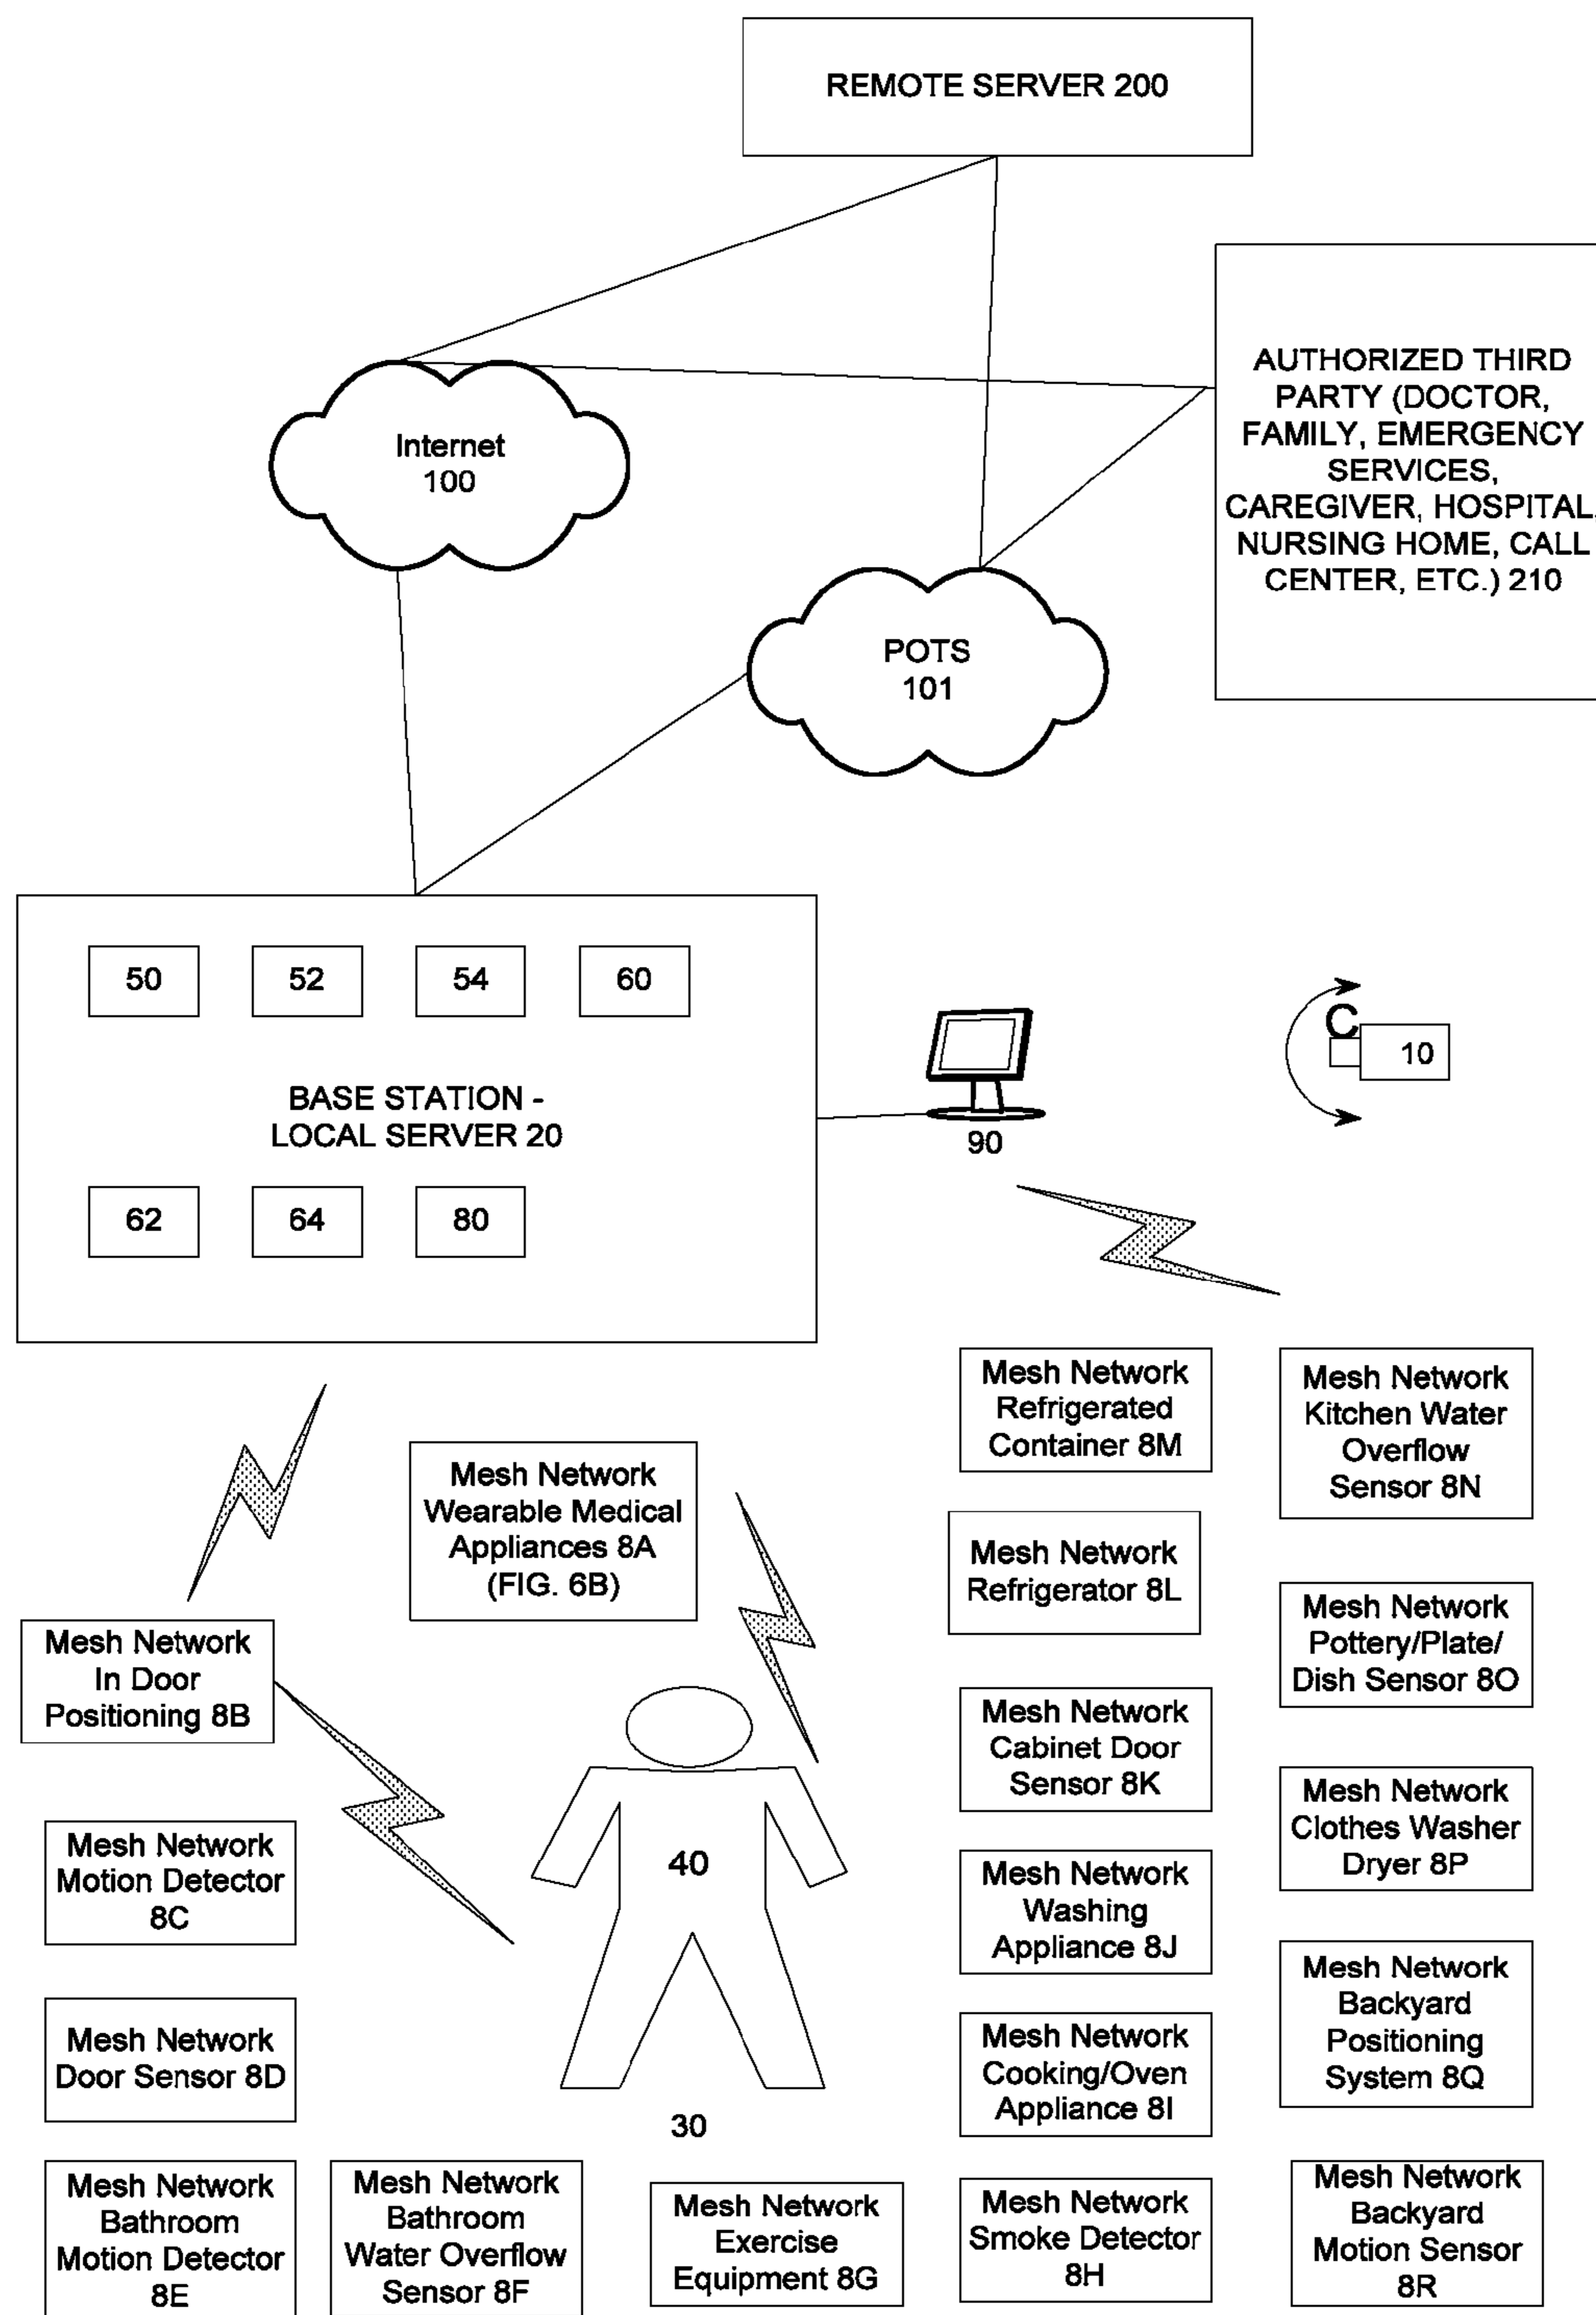 REMOTE SERVER 200
AUTHORIZED THIRD
PARTY (DOCTOR,
FAMILY, EMERGENCY
SERVICES,
CAREGIVER, HOSPITAL,
NURSING HOME, CALL
CENTER, ETC.) 210
Internet
100
POTS
101
50
52
54
60
BASE STATION -
LOCAL SERVER 20
62
64
80
90
C
10
Mesh Network
Wearable Medical
Appliances 8A
(FIG. 6B)
Mesh Network
In Door
Positioning 8B
Mesh Network
Motion Detector
8C
Mesh Network
Door Sensor 8D
Mesh Network
Bathroom
Motion Detector
8E
Mesh Network
Bathroom
Water Overflow
Sensor 8F
40
30
Mesh Network
Exercise
Equipment 8G
Mesh Network
Refrigerated
Container 8M
Mesh Network
Refrigerator 8L
Mesh Network
Cabinet Door
Sensor 8K
Mesh Network
Washing
Appliance 8J
Mesh Network
Cooking/Oven
Appliance 8I
Mesh Network
Smoke Detector
8H
Mesh Network
Kitchen Water
Overflow
Sensor 8N
Mesh Network
Pottery/Plate/
Dish Sensor 8O
Mesh Network
Clothes Washer
Dryer 8P
Mesh Network
Backyard
Positioning
System 8Q
Mesh Network
Backyard
Motion Sensor
8R